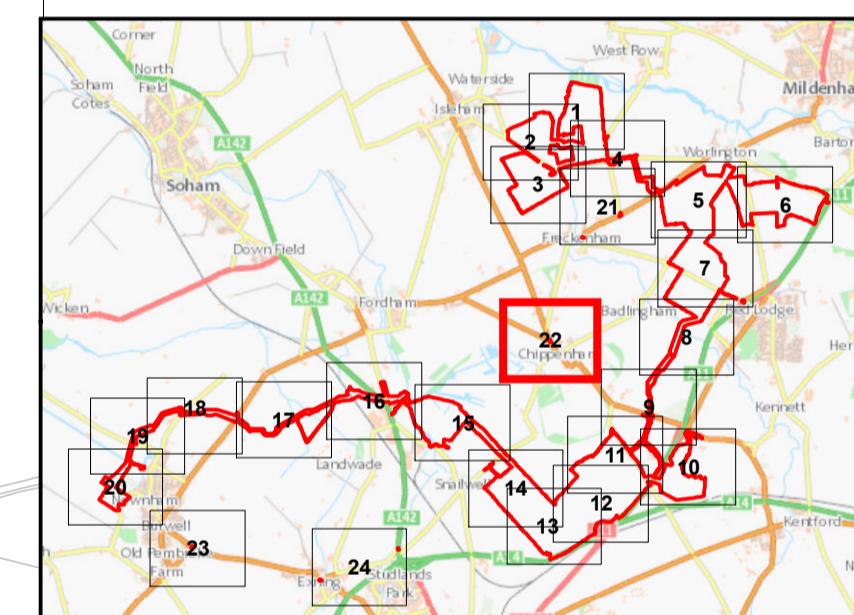 Corner
North
Field
Soham
Cotes
West Row
Waterside
Isleham
Mildenha
A142
1
2
Barton
Worlington
4
Soham
3
5
6
A11
21
Freckenham
Down Field
7
A142
Fordham
Wicken
Badlingham
Red Lodge
22
8
Her
Chippenham
Kennett
9
16
18
17
15
19
11
Landwade
10
Snailwell
14
20
12
A14
Burwell
A142
13
Kentford
23
Old Pemb
Farm
A14
24
Exning
Studlands
Park
N